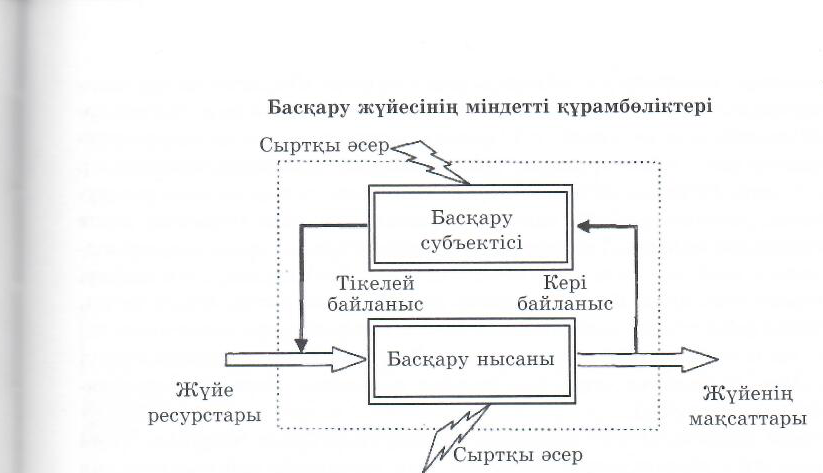 Басқару жүйесінің міндетті құрамбөліктері
Сыртқы әсер
Басқару
субъектісі
Тікелей
байланыс
Кері
байланыс
Басқару нысаны
Жүйе
ресурстары
Жүйенің
мақсаттары
Сыртқы әсер